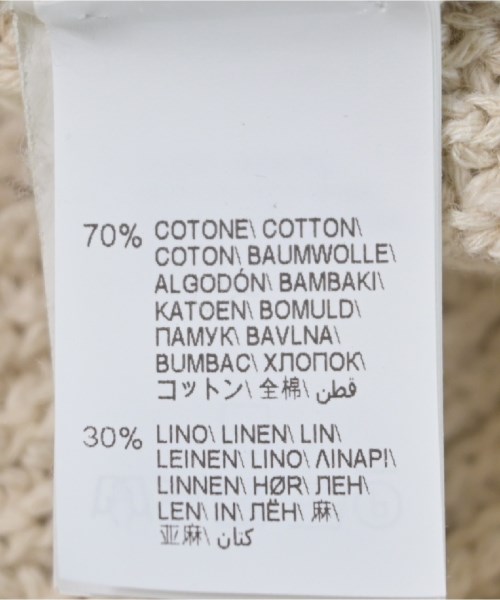 70% COTONE\ COTTON\
COTON\ BAUMWOLLE\
ALGODÓN\ BAMBAKI\
KATOEN\ BOMULD\
ПАМУК\ BAVLNA\
BUMBAC\ ХЛОПОК\
コットン\ 全棉\ قطن
30% LINO\ LINEN\ LIN\
LEINEN\ LINO\ ΛΙΝΑΡΙ\
LINNEN\ HØR\ ЛЕН\
LEN\ IN\ ЛЁН\ 麻\
亚麻\ كتان